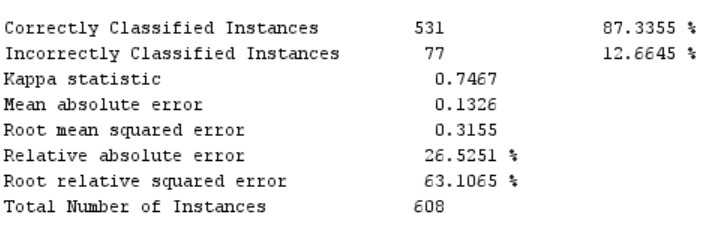 Correctly Classified Instances 531 87.3355 %
Incorrectly Classified Instances 77 12.6645 %
Kappa statistic 0.7467
Mean absolute error 0.1326
Root mean squared error 0.3155
Relative absolute error 26.5251 %
Root relative squared error 63.1065 %
Total Number of Instances 608